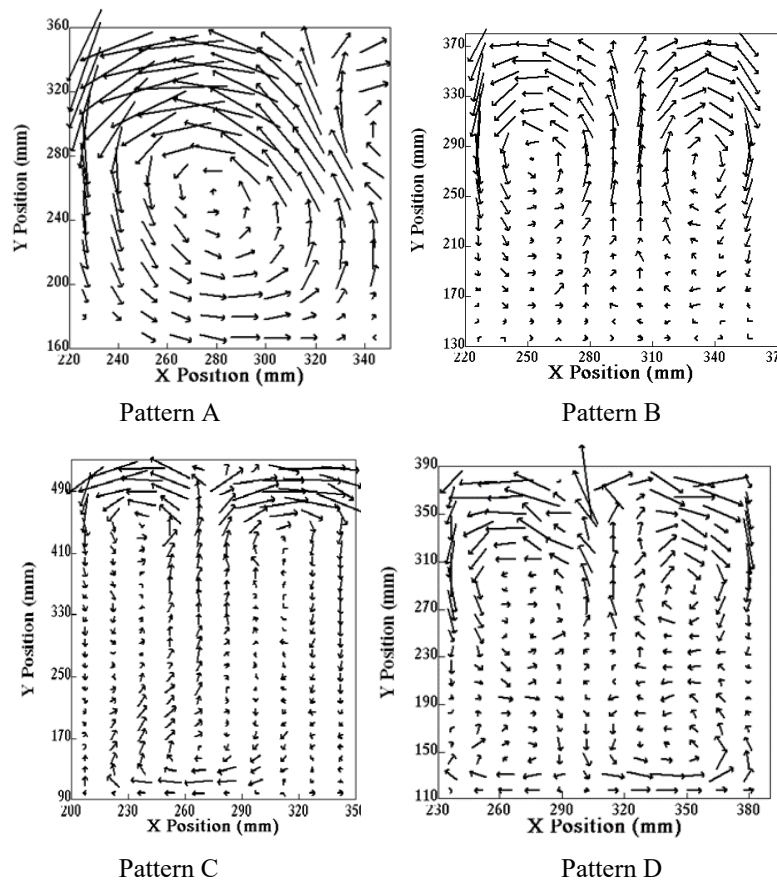 360
320
280
240
200
160
Y Position (mm)
220 240 260 280 300 320 340
X Position (mm)
Pattern A
370
330
290
250
210
170
130
Y Position (mm)
220 250 280 310 340 37
X Position (mm)
Pattern B
490
410
330
250
170
90
Y Position (mm)
200 230 260 290 320 35
X Position (mm)
Pattern C
390
350
310
270
230
190
150
110
Y Position (mm)
230 260 290 320 350 380
X Position (mm)
Pattern D